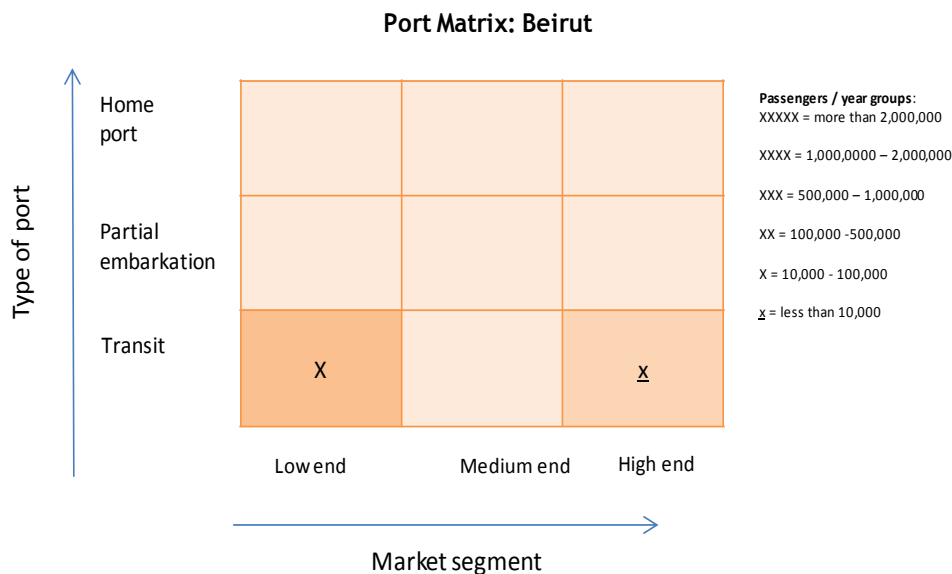 Port Matrix: Beirut
Type of port
Home
port
Partial
embarkation
Transit
X
x
Low end
Medium end
High end
Market segment
Passengers / year groups:
XXXXX = more than 2,000,000
XXXX = 1,000,0000 – 2,000,000
XXX = 500,000 – 1,000,000
XX = 100,000 -500,000
X = 10,000 - 100,000
x = less than 10,000